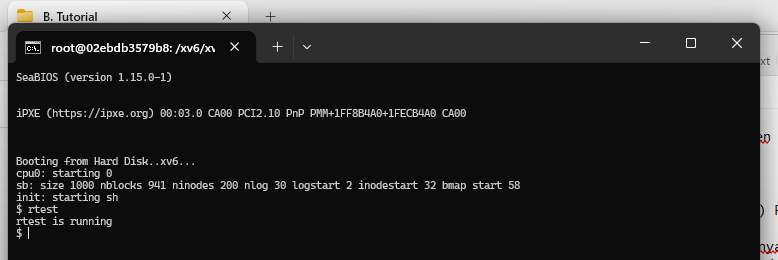 B. Tutorial
root@02ebdb3579b8: /xv6/xv
xt
SeaBIOS (version 1.15.0-1)
iPXE (https://ipxe.org) 00:03.0 CA00 PCI2.10 PnP PMM+1FF8B4A0+1FECB4A0 CA00
en
Booting from Hard Disk..xv6...
cpu0: starting 0
sb: size 1000 nblocks 941 ninodes 200 nlog 30 logstart 2 inodestart 32 bmap start 58
init: starting sh
$ rtest
) F
rtest is running
$
nya